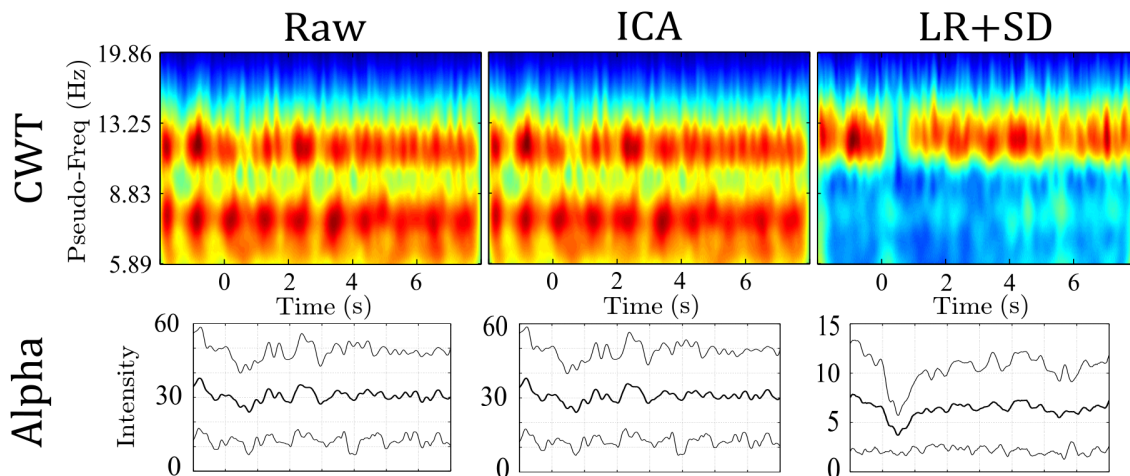 Raw ICA LR+SD
CWT
Pseudo-Freq (Hz)
19.86
13.25
8.83
5.89
0 2 4 6 0 2 4 6 0 2 4 6
Time (s) Time (s) Time (s)
Alpha
Intensity
60 60 15
30 30 10
5
0 0 0